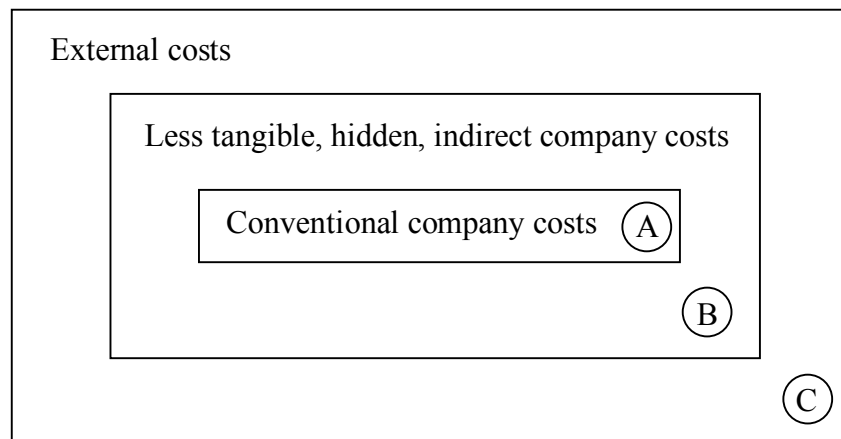 External costs
Less tangible, hidden, indirect company costs
Conventional company costs A
B
C